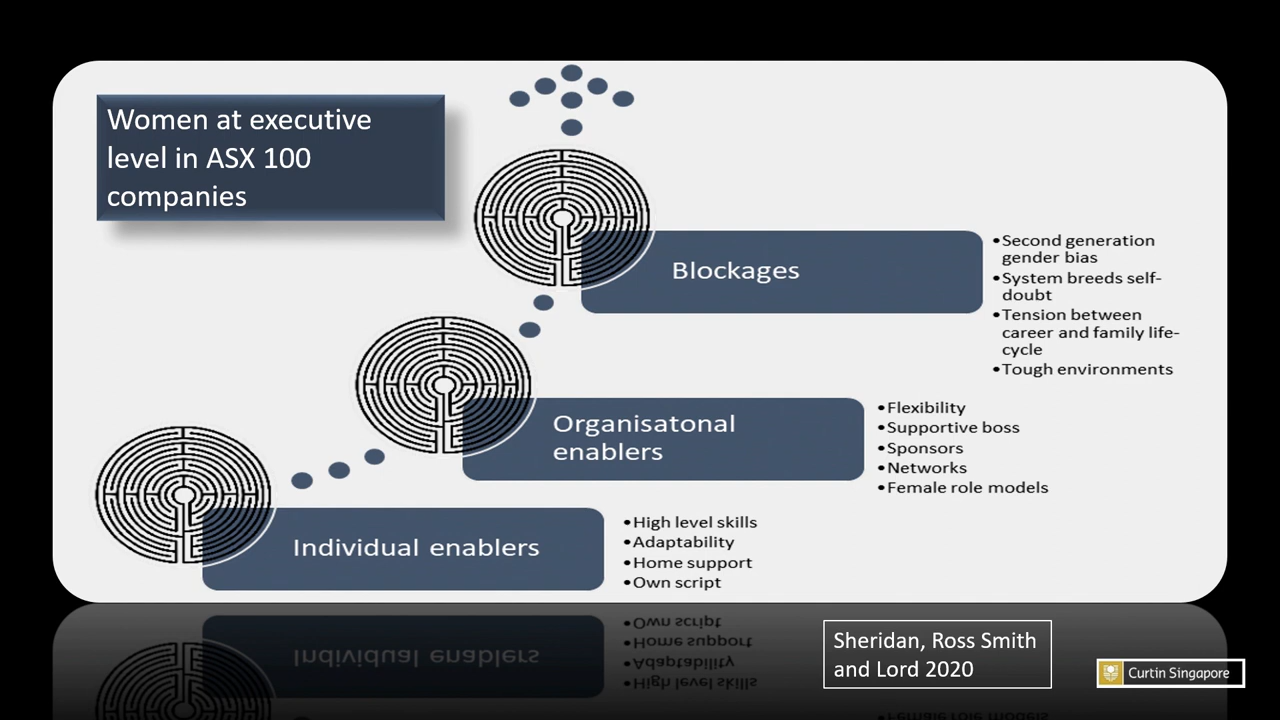 Women at executive
level in ASX 100
companies
Blockages
•Second generation
gender bias
•System breeds self-
doubt
•Tension between
career and family life-
cycle
•Tough environments
Organisatonal
enablers
•Flexibility
•Supportive boss
•Sponsors
•Networks
•Female role models
Individual enablers
•High level skills
•Adaptability
•Home support
•Own script
Sheridan, Ross Smith
and Lord 2020
Curtin Singapore